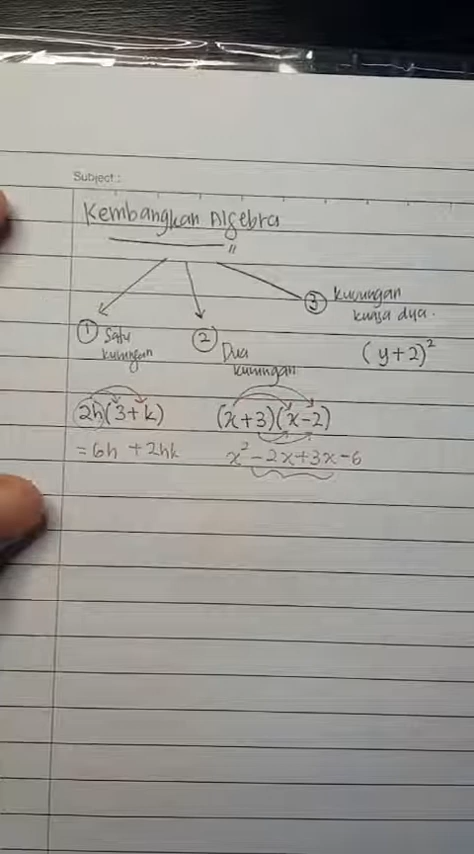 Subject:
Kembangkan Algebra
① Satu kurungan
2h(3+k)
= 6h + 2hk
② Dua kurungan
(x+3)(x-2)
x² - 2x + 3x - 6
③ kurungan kuasa dua.
(y+2)²